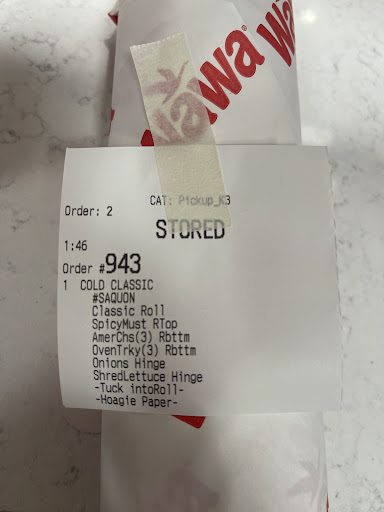 Wawa®
Wa
Wawa
CAT: Pickup_K3
Order: 2
STORED
1:46
Order #943
1 COLD CLASSIC
#SAQUON
Classic Roll
SpicyMust RTop
AmerChs(3) Rbttm
OvenTrky(3) Rbttm
Onions Hinge
ShredLettuce Hinge
-Tuck intoRoll-
-Hoagie Paper-